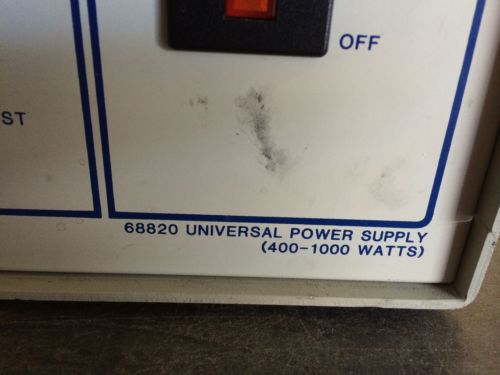 OFF
ST
68820 UNIVERSAL POWER SUPPLY
(400-1000 WATTS)